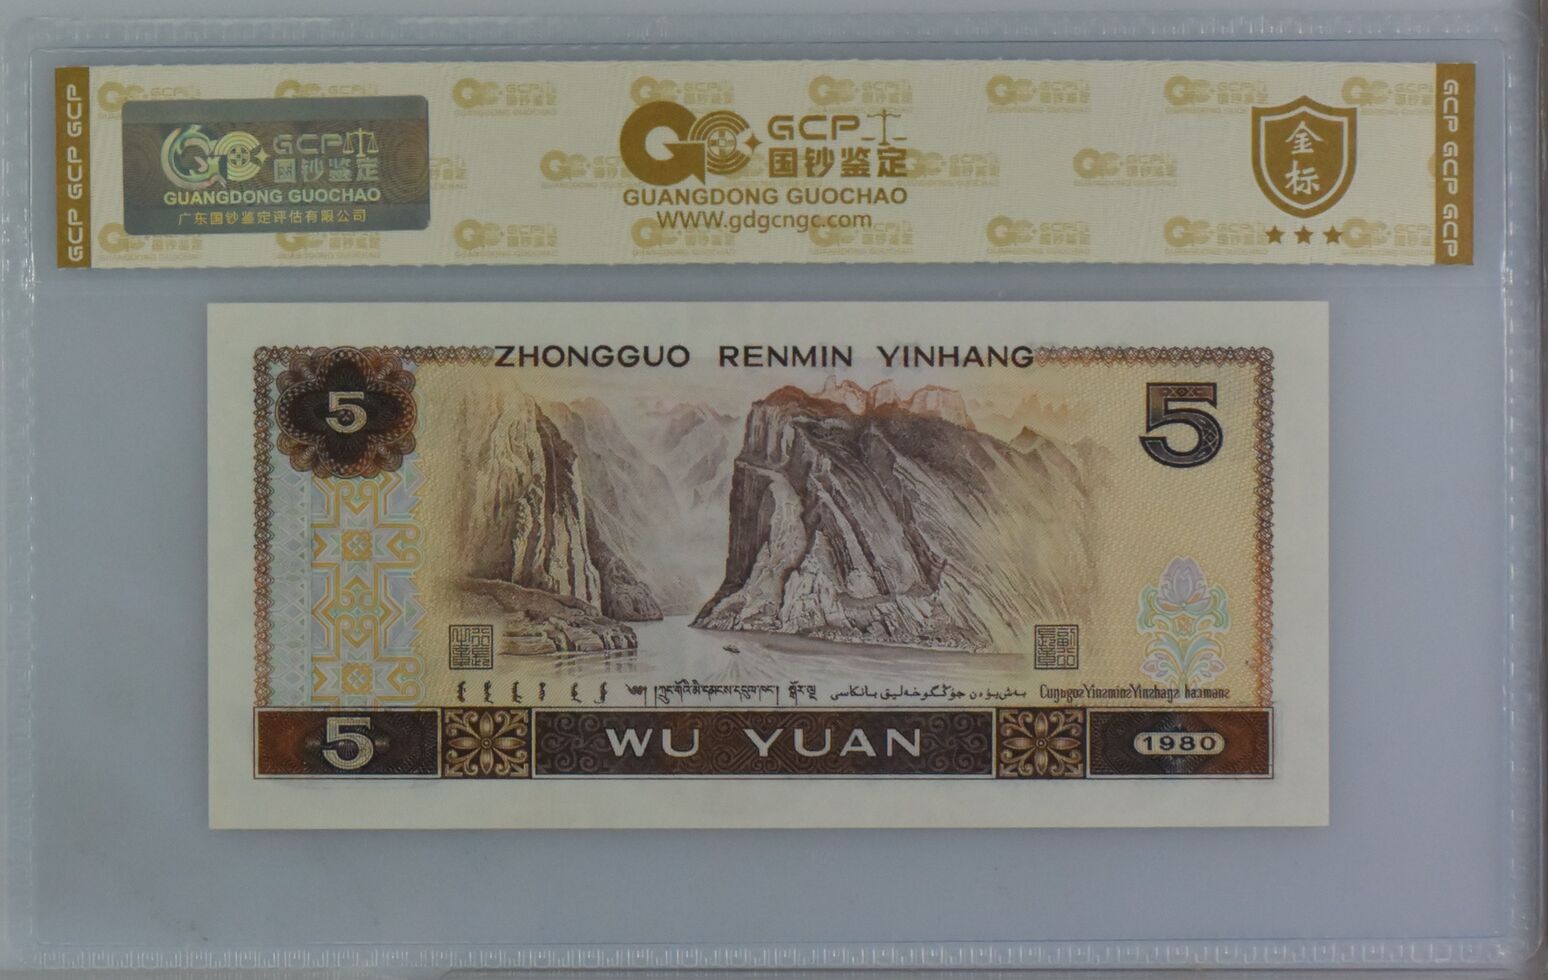 GCP GCP GCP
GCP
国钞鉴定
GUANGDONG GUOCHAO
广东国钞鉴定评估有限公司
GCP
国钞鉴定
GUANGDONG GUOCHAO
WWW.gdgcngc.com
金标
GCP GCP GCP
ZHONGGUO RENMIN YINHANG
5
5
5
WU YUAN
1980